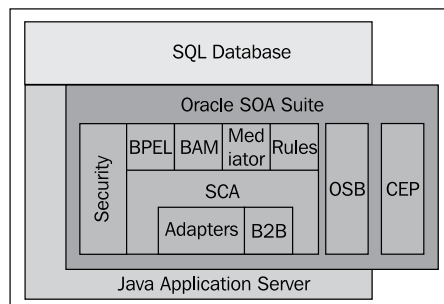 SQL Database
Oracle SOA Suite
Security
BPEL
BAM
Med
iator
Rules
SCA
Adapters
B2B
OSB
CEP
Java Application Server